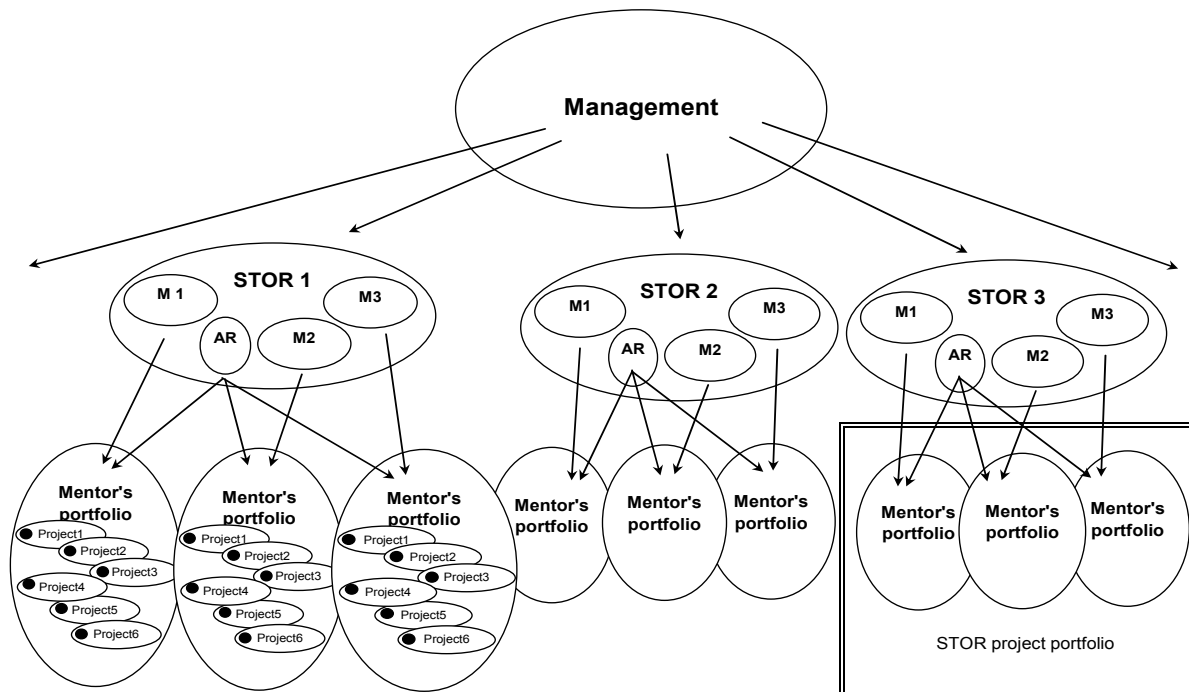 Management
STOR 1
M 1
M3
AR
M2
STOR 2
M1
M3
AR
M2
STOR 3
M1
M3
AR
M2
Mentor's
portfolio
Project1
Project2
Project3
Project4
Project5
Project6
Mentor's
portfolio
Project1
Project2
Project3
Project4
Project5
Project6
Mentor's
portfolio
Project1
Project2
Project3
Project4
Project5
Project6
Mentor's
portfolio
Mentor's
portfolio
Mentor's
portfolio
Mentor's
portfolio
Mentor's
portfolio
Mentor's
portfolio
STOR project portfolio